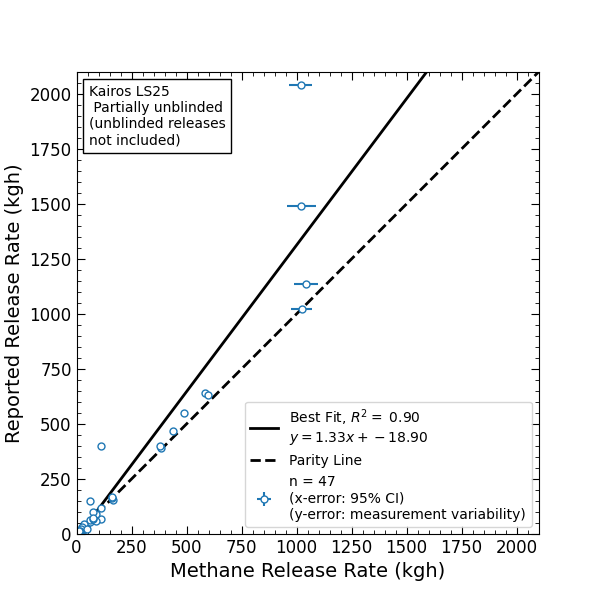 Kairos LS25
Partially unblinded
(unblinded releases
not included)
Reported Release Rate (kgh)
2000
1750
1500
1250
1000
750
500
250
0
Best Fit, R² = 0.90
y = 1.33x + −18.90
Parity Line
n = 47
(x-error: 95% CI)
(y-error: measurement variability)
0 250 500 750 1000 1250 1500 1750 2000
Methane Release Rate (kgh)